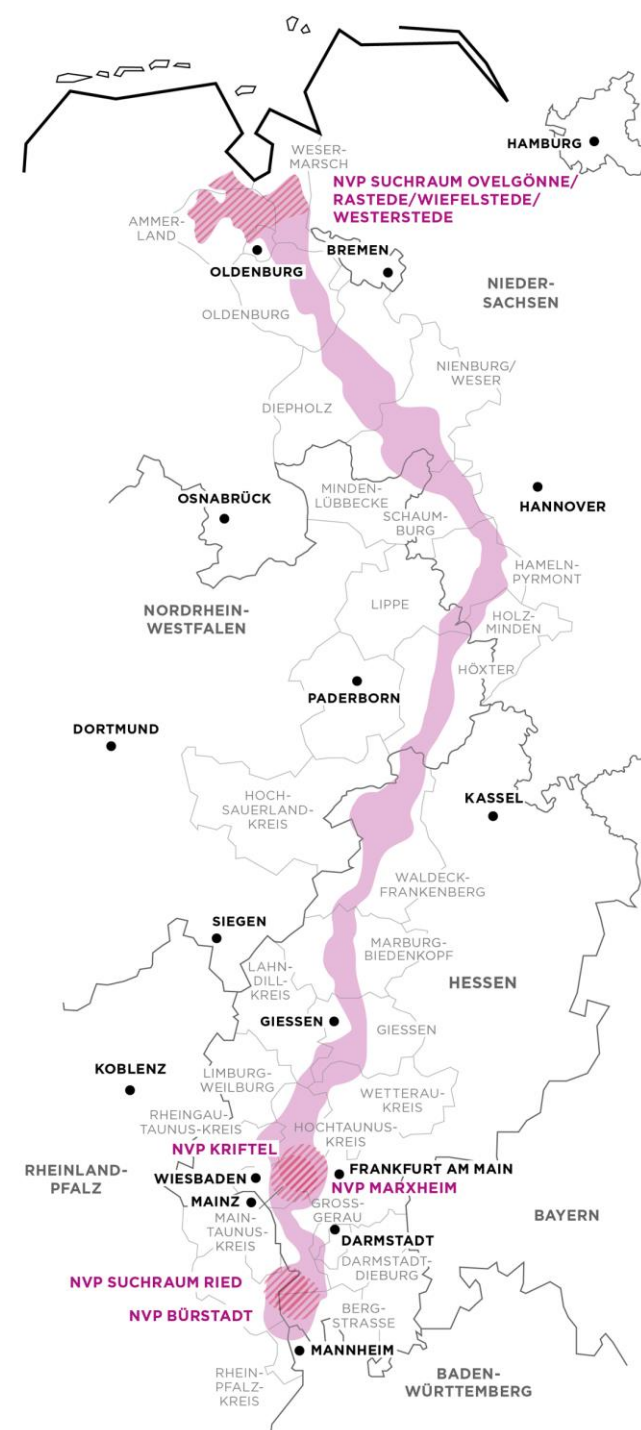 WESER-
MARSCH
HAMBURG
NVP SUCHRAUM OVELGÖNNE/
RASTEDE/WIEFELSTEDE/
WESTERSTEDE
AMMER-
LAND
OLDENBURG
BREMEN
NIEDER-
SACHSEN
OLDENBURG
NIENBURG/
WESER
DIEPHOLZ
MINDEN-
LÜBBECKE
OSNABRÜCK
HANNOVER
SCHAUM-
BURG
HAMELN-
PYRMONT
LIPPE
NORDRHEIN-
WESTFALEN
HOLZ-
MINDEN
HÖXTER
PADERBORN
DORTMUND
HOCH-
SAUERLAND-
KREIS
KASSEL
WALDECK-
FRANKENBERG
SIEGEN
MARBURG-
BIEDENKOPF
LAHN-
DILL-
KREIS
HESSEN
GIESSEN
GIESSEN
KOBLENZ
LIMBURG-
WEILBURG
WETTERAU-
KREIS
RHEINGAU-
TAUNUS-KREIS
HOCHTAUNUS-
KREIS
NVP KRIFTEL
RHEINLAND-
PFALZ
WIESBADEN
FRANKFURT AM MAIN
NVP MARXHEIM
MAINZ
GROSS-
GERAU
BAYERN
MAIN-
TAUNUS-
KREIS
DARMSTADT
DARMSTADT-
DIEBURG
NVP SUCHRAUM RIED
NVP BÜRSTADT
BERG-
STRASSE
MANNHEIM
RHEIN-
PFALZ-
KREIS
BADEN-
WÜRTTEMBERG